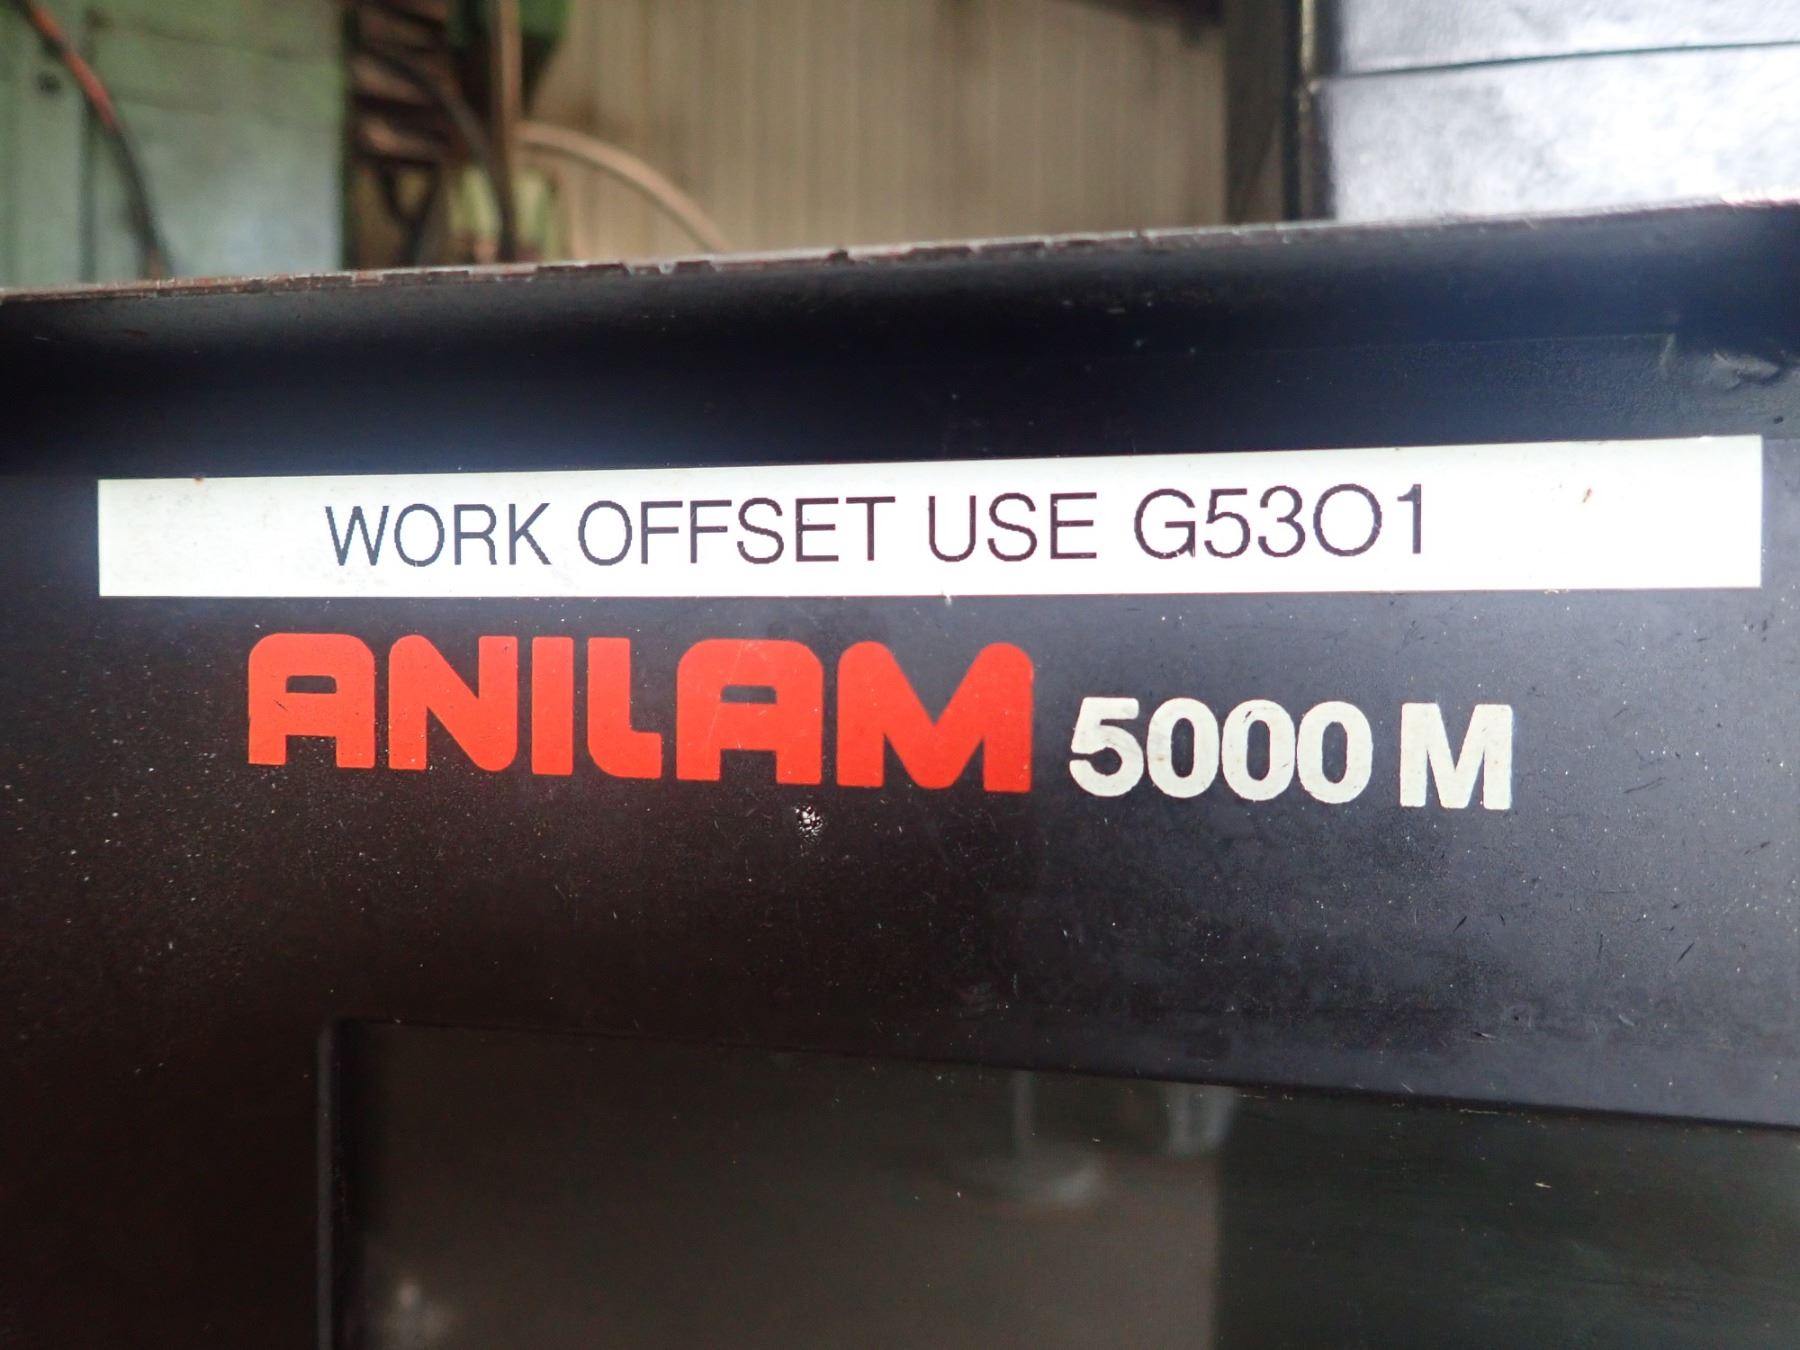 WORK OFFSET USE G53O1
ANILAM 5000 M